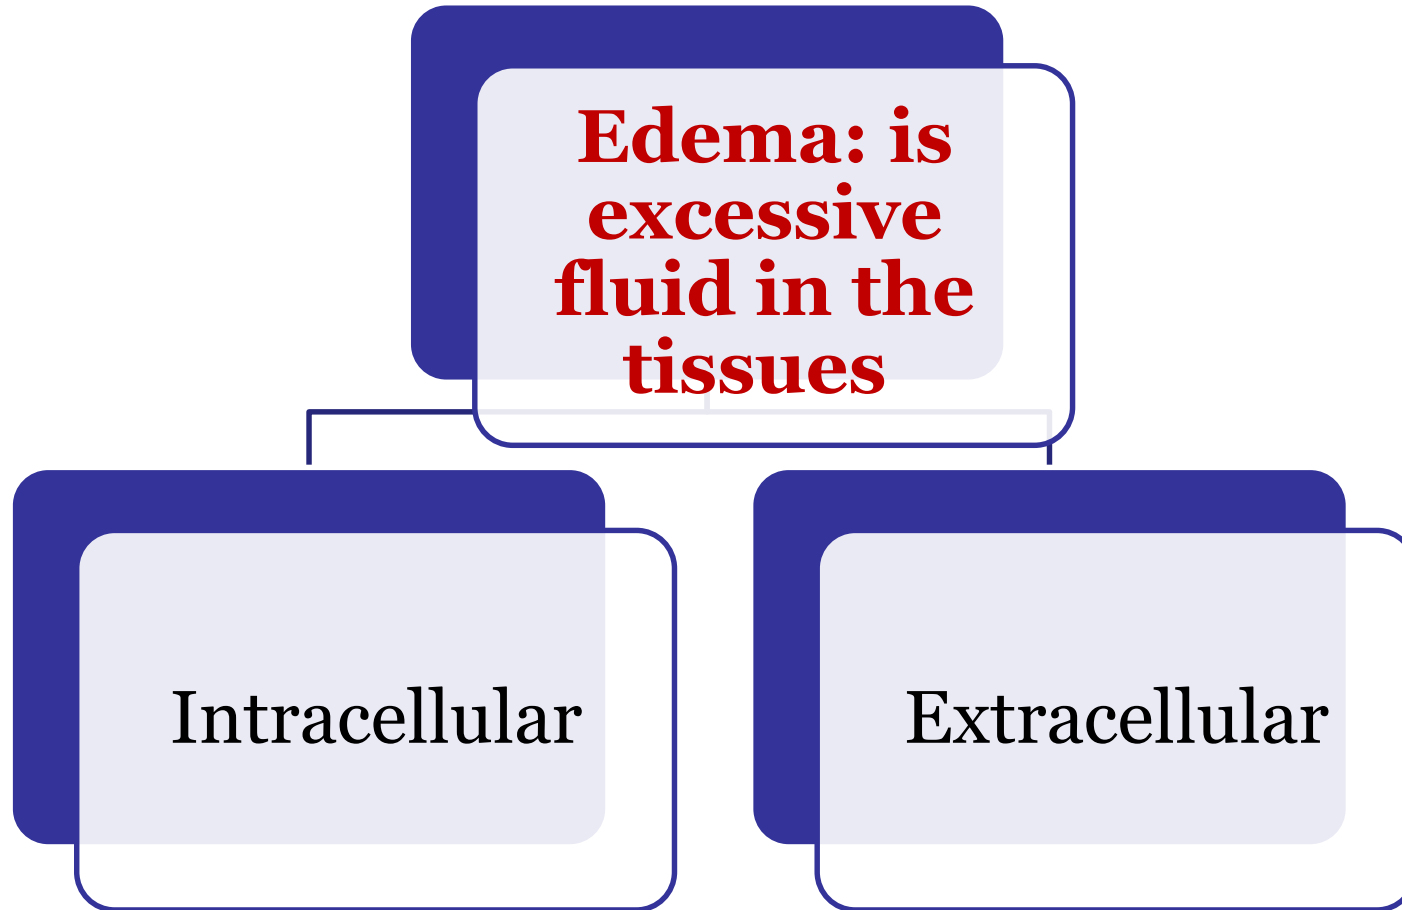 Edema: is
excessive
fluid in the
tissues
Intracellular
Extracellular